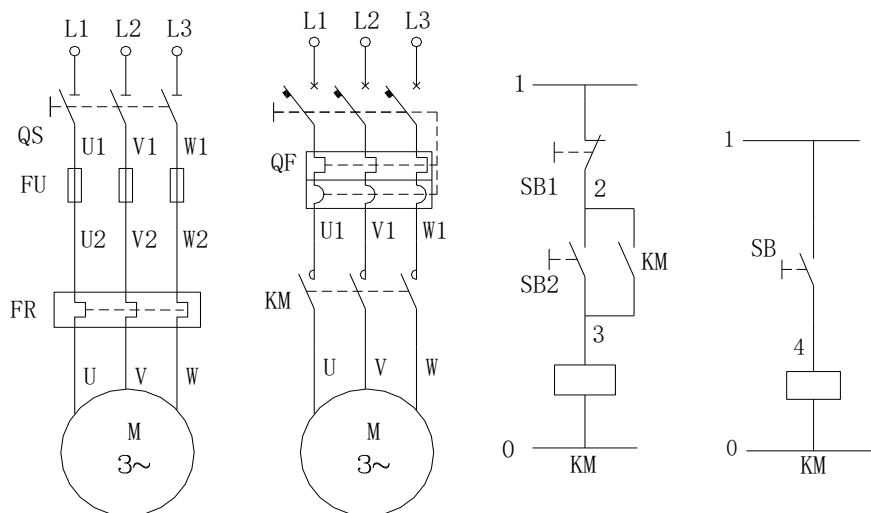 L1 L2 L3
QS
U1 V1 W1
FU
U2 V2 W2
FR
U V W
M
3~
L1 L2 L3
QF
U1 V1 W1
KM
U V W
M
3~
1
SB1
2
SB2
KM
3
0
KM
1
SB
4
0
KM